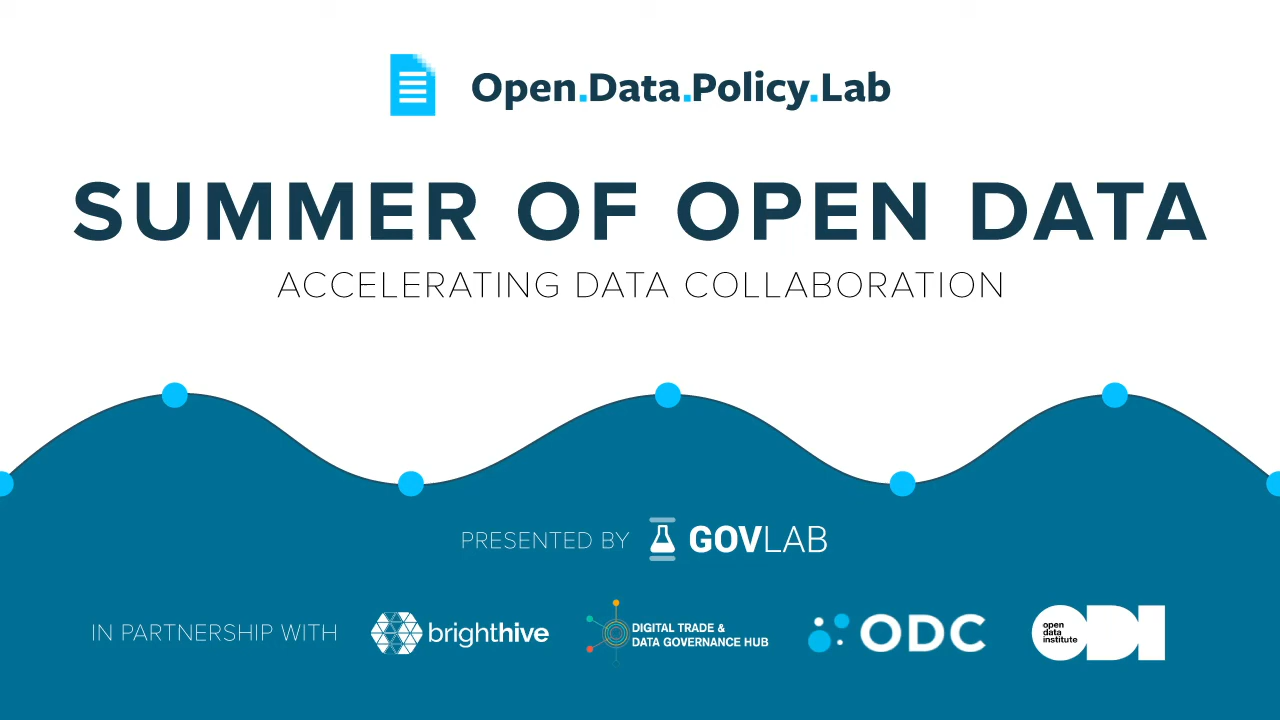 Open.Data.Policy.Lab
SUMMER OF OPEN DATA
ACCELERATING DATA COLLABORATION
PRESENTED BY GOVLAB
IN PARTNERSHIP WITH
brighthive
DIGITAL TRADE &
DATA GOVERNANCE HUB
ODC
open
data
institute
ODI